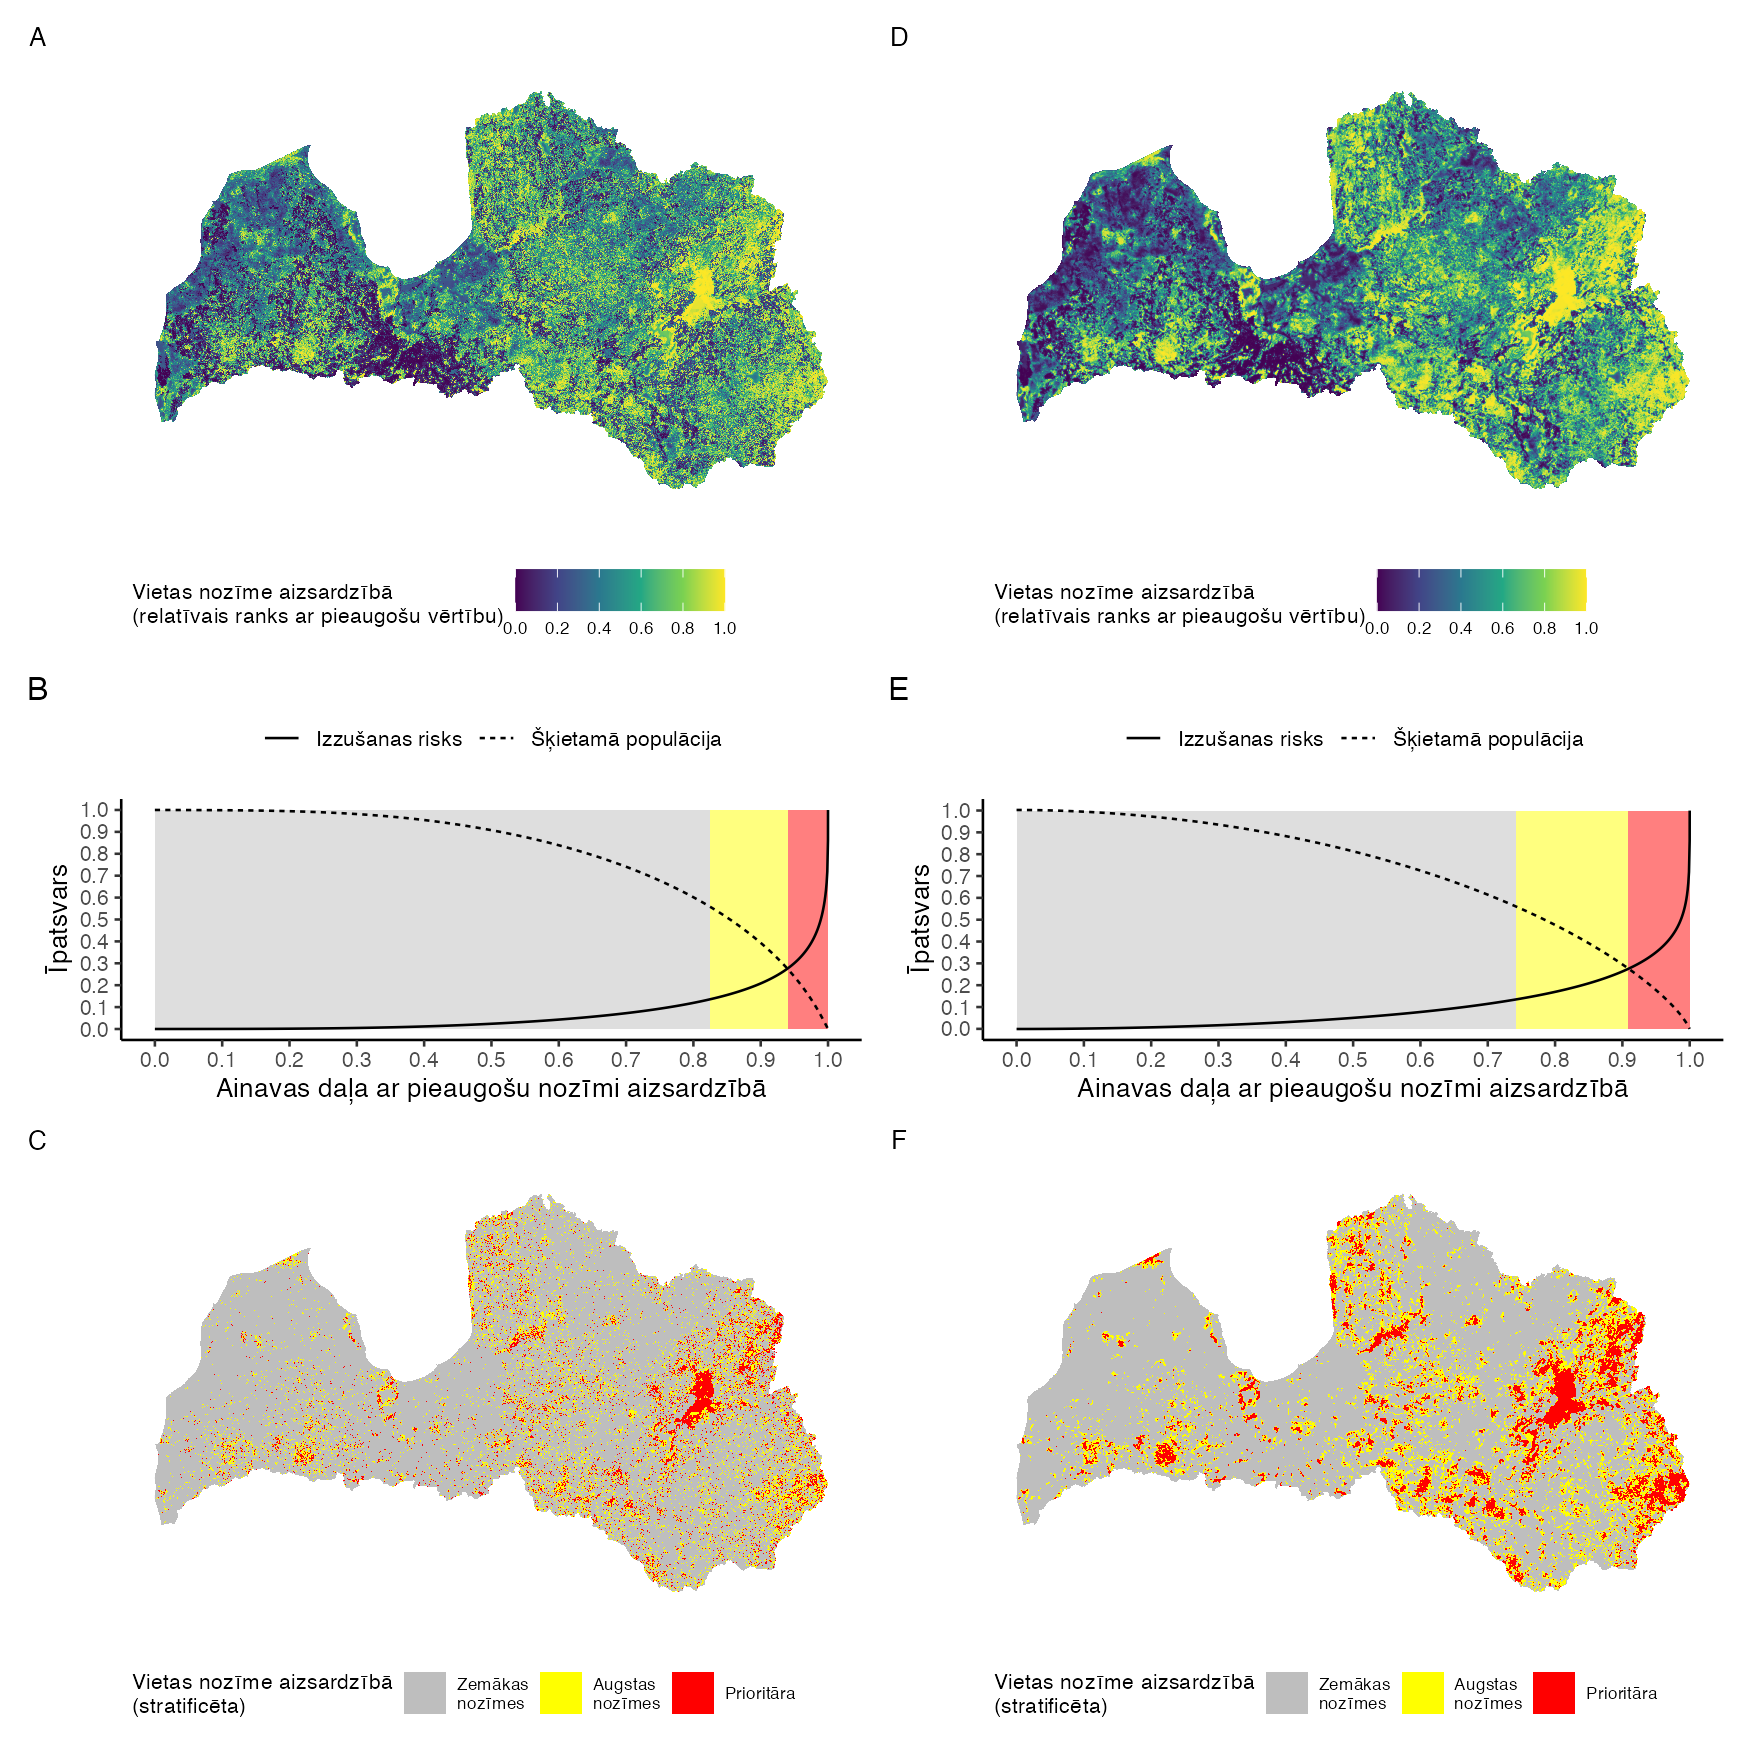 A
Vietas nozīme aizsardzībā
(relatīvais ranks ar pieaugošu vērtību)
0.0 0.2 0.4 0.6 0.8 1.0
B
Izzušanas risks Šķietamā populācija
Īpatsvars
1.0
0.9
0.8
0.7
0.6
0.5
0.4
0.3
0.2
0.1
0.0
0.0 0.1 0.2 0.3 0.4 0.5 0.6 0.7 0.8 0.9 1.0
Ainavas daļa ar pieaugošu nozīmi aizsardzībā
C
Vietas nozīme aizsardzībā
(stratificēta)
Zemākas
nozīmes
Augstas
nozīmes
Prioritāra
D
Vietas nozīme aizsardzībā
(relatīvais ranks ar pieaugošu vērtību)
0.0 0.2 0.4 0.6 0.8 1.0
E
Izzušanas risks Šķietamā populācija
Īpatsvars
1.0
0.9
0.8
0.7
0.6
0.5
0.4
0.3
0.2
0.1
0.0
0.0 0.1 0.2 0.3 0.4 0.5 0.6 0.7 0.8 0.9 1.0
Ainavas daļa ar pieaugošu nozīmi aizsardzībā
F
Vietas nozīme aizsardzībā
(stratificēta)
Zemākas
nozīmes
Augstas
nozīmes
Prioritāra